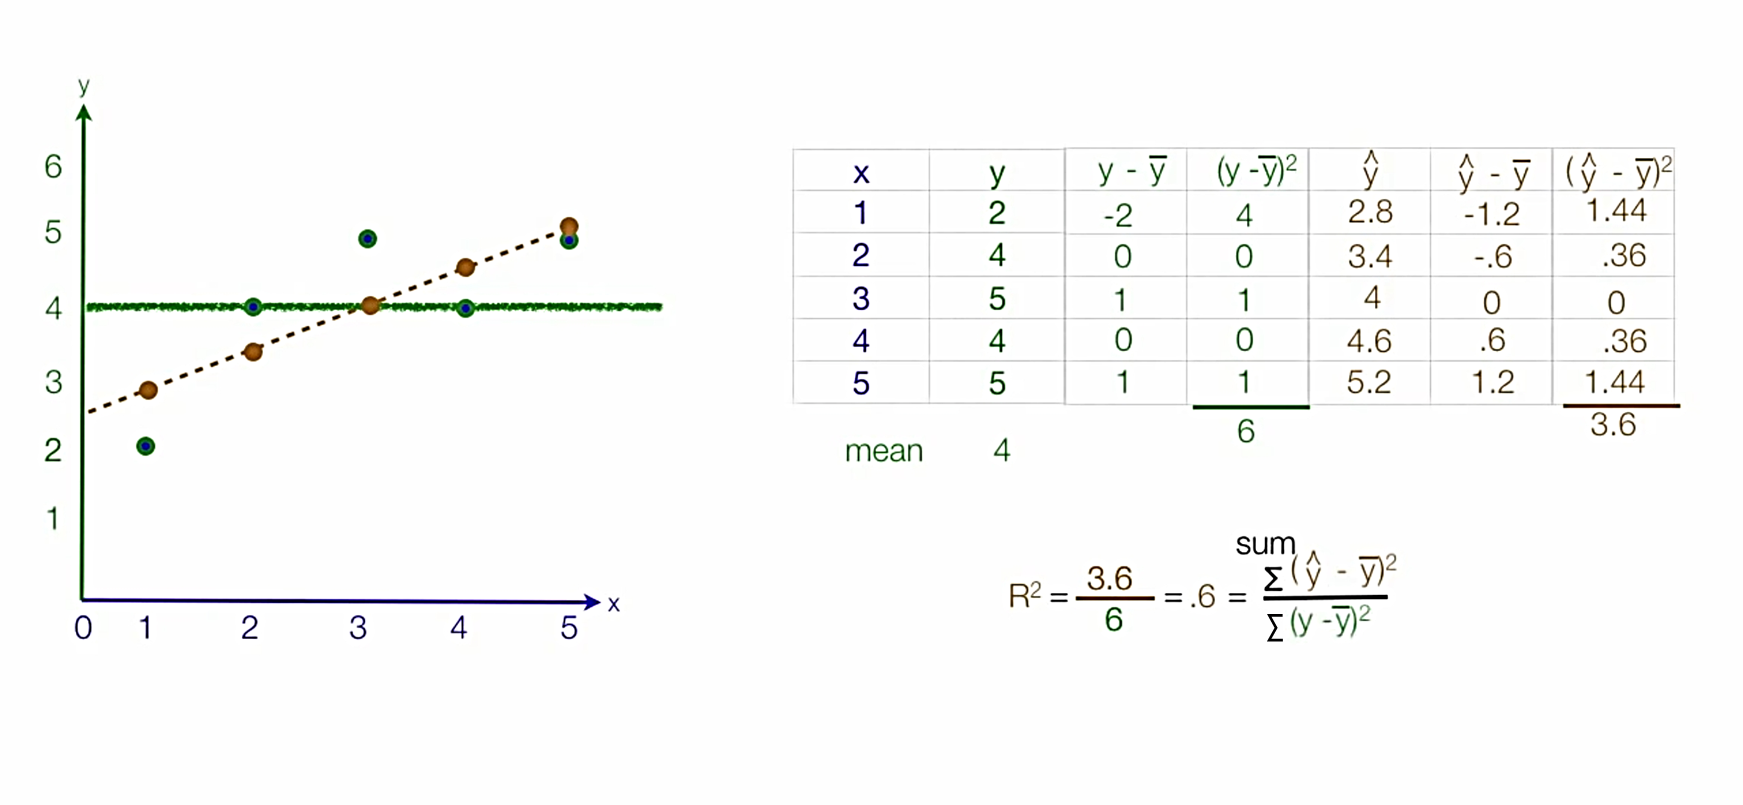 y
6
5
4
3
2
1
0 1 2 3 4 5 x
x y y - ȳ (y - ȳ)² ŷ ŷ - ȳ (ŷ - ȳ)²
1 2 -2 4 2.8 -1.2 1.44
2 4 0 0 3.4 -.6 .36
3 5 1 1 4 0 0
4 4 0 0 4.6 .6 .36
5 5 1 1 5.2 1.2 1.44
6 3.6
mean 4
sum
R² = 3.6 / 6 = .6 = Σ (ŷ - ȳ)² / Σ (y - ȳ)²